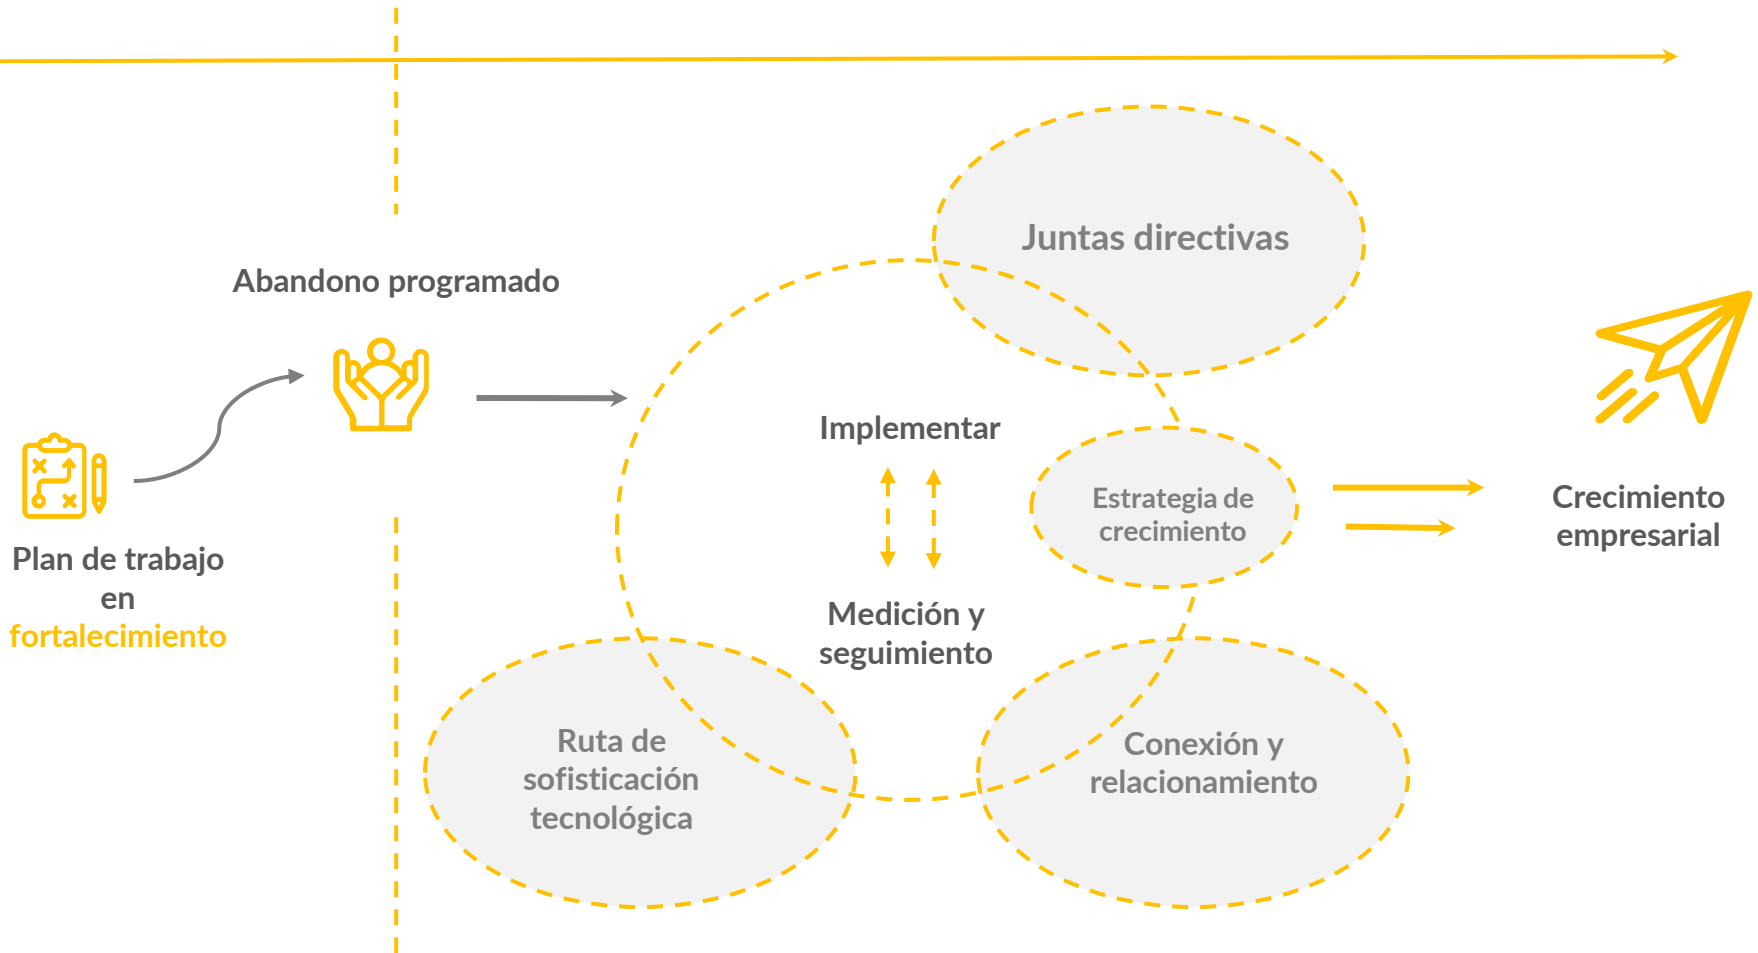 Juntas directivas
Abandono programado
Implementar
Estrategia de
crecimiento
Crecimiento
empresarial
Plan de trabajo
en
fortalecimiento
Medición y
seguimiento
Ruta de
sofisticación
tecnológica
Conexión y
relacionamiento